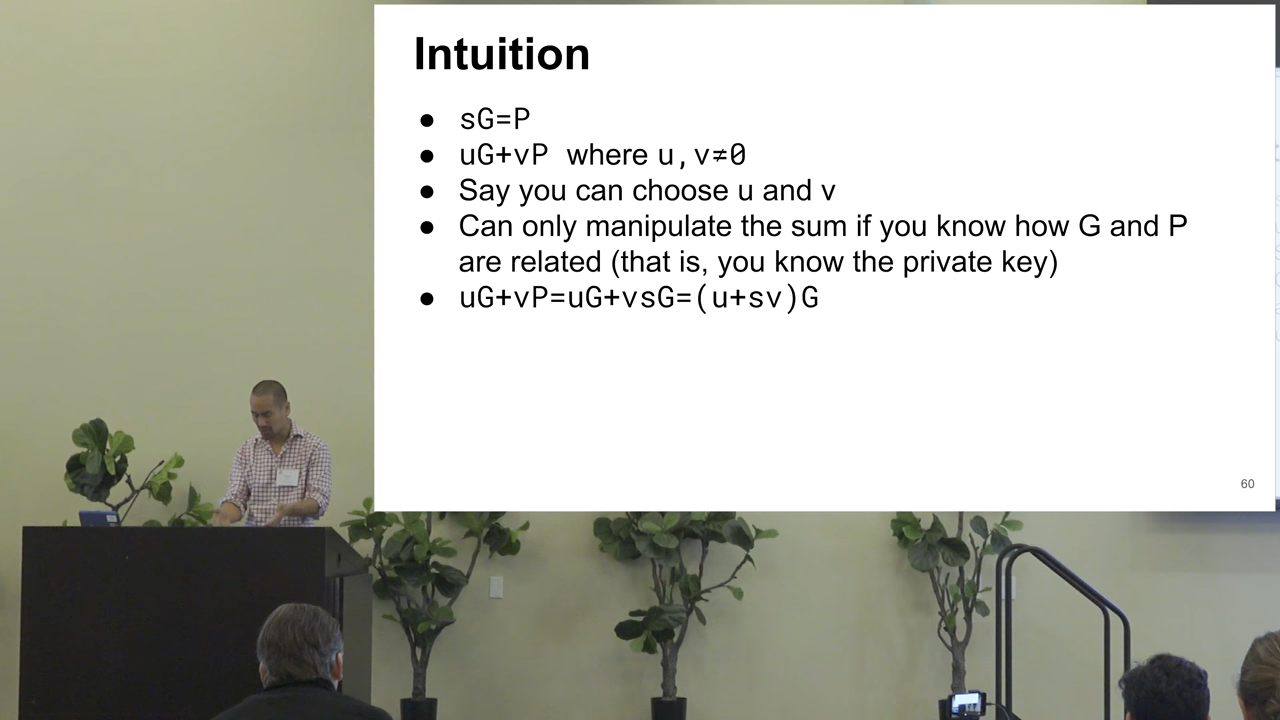 Intuition
● sG=P
● uG+vP where u,v≠0
● Say you can choose u and v
● Can only manipulate the sum if you know how G and P
are related (that is, you know the private key)
● uG+vP=uG+vsG=(u+sv)G
60